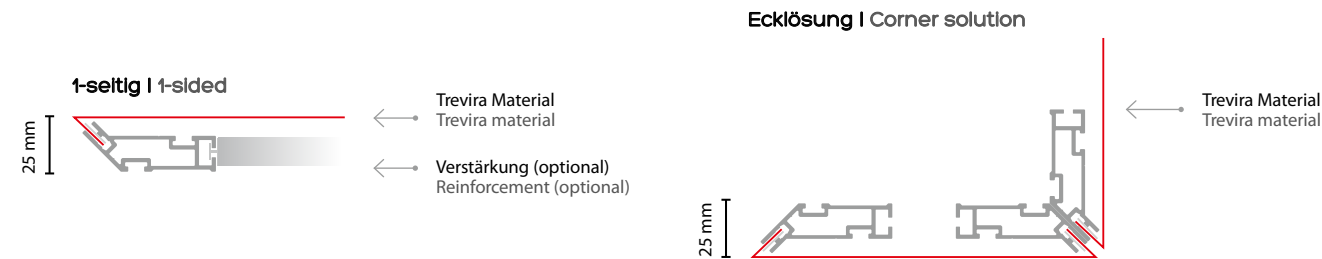 1-seitig I 1-sided
25 mm
Trevira Material
Trevira material
Verstärkung (optional)
Reinforcement (optional)
Ecklösung I Corner solution
Trevira Material
Trevira material
25 mm